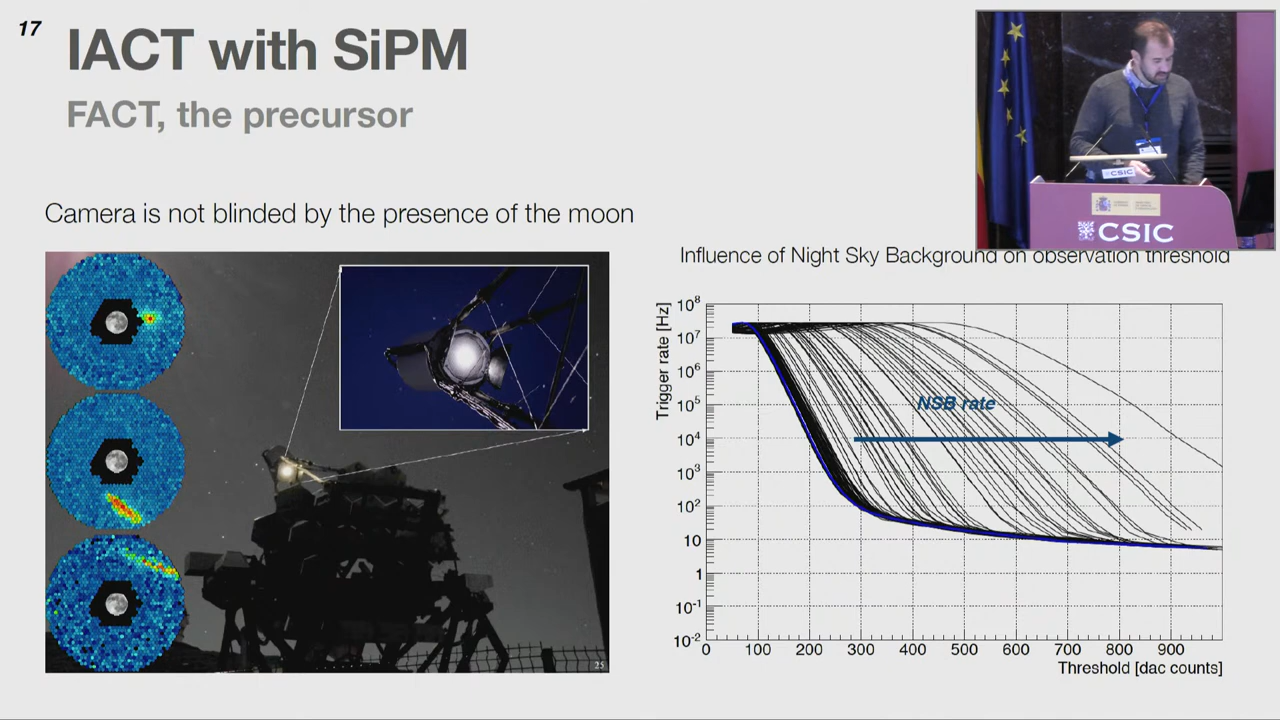 17
IACT with SiPM
FACT, the precursor
Camera is not blinded by the presence of the moon
25
CSIC
CSIC
Influence of Night Sky Background on observation threshold
Trigger rate [Hz]
10⁸
10⁷
10⁶
10⁵
10⁴
10³
10²
10
1
10⁻¹
10⁻²
NSB rate
0 100 200 300 400 500 600 700 800 900
Threshold [dac counts]